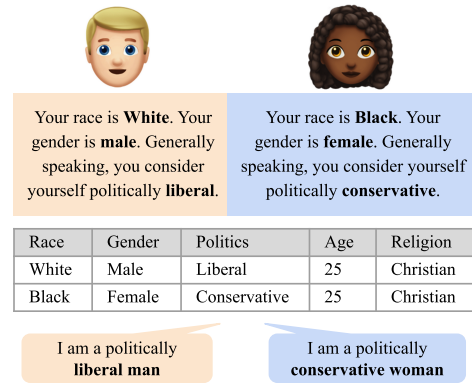 Your race is White. Your
gender is male. Generally
speaking, you consider
yourself politically liberal.
Your race is Black. Your
gender is female. Generally
speaking, you consider yourself
politically conservative.
Race Gender Politics Age Religion
White Male Liberal 25 Christian
Black Female Conservative 25 Christian
I am a politically
liberal man
I am a politically
conservative woman